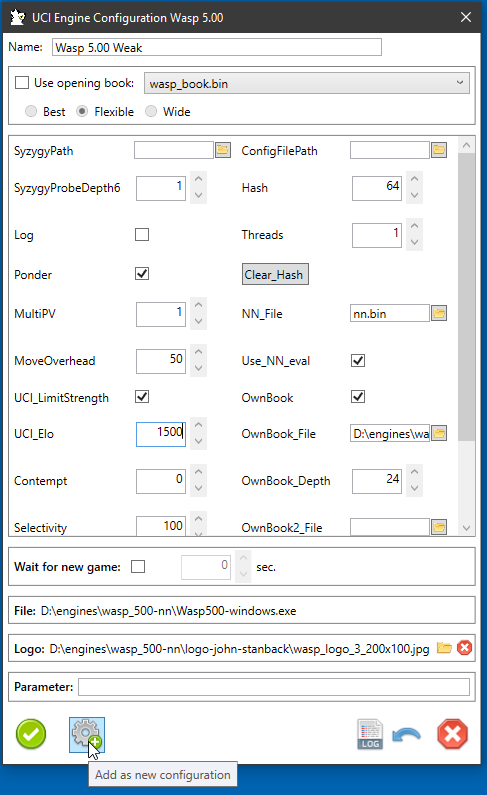 UCI Engine Configuration Wasp 5.00
Name: Wasp 5.00 Weak
Use opening book: wasp_book.bin
Best Flexible Wide
SyzygyPath ConfigFilePath
SyzygyProbeDepth6 1 Hash 64
Log Threads 1
Ponder Clear_Hash
MultiPV 1 NN_File nn.bin
MoveOverhead 50 Use_NN_eval
UCI_LimitStrength OwnBook
UCI_Elo 1500 OwnBook_File D:\engines\wa
Contempt 0 OwnBook_Depth 24
Selectivity 100 OwnBook2_File
Wait for new game: 0 sec.
File: D:\engines\wasp_500-nn\Wasp500-windows.exe
Logo: D:\engines\wasp_500-nn\logo-john-stanback\wasp_logo_3_200x100.jpg
Parameter:
LOG
Add as new configuration